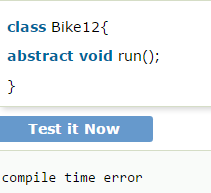 class Bike12{
abstract void run();
}
Test it Now
compile time error